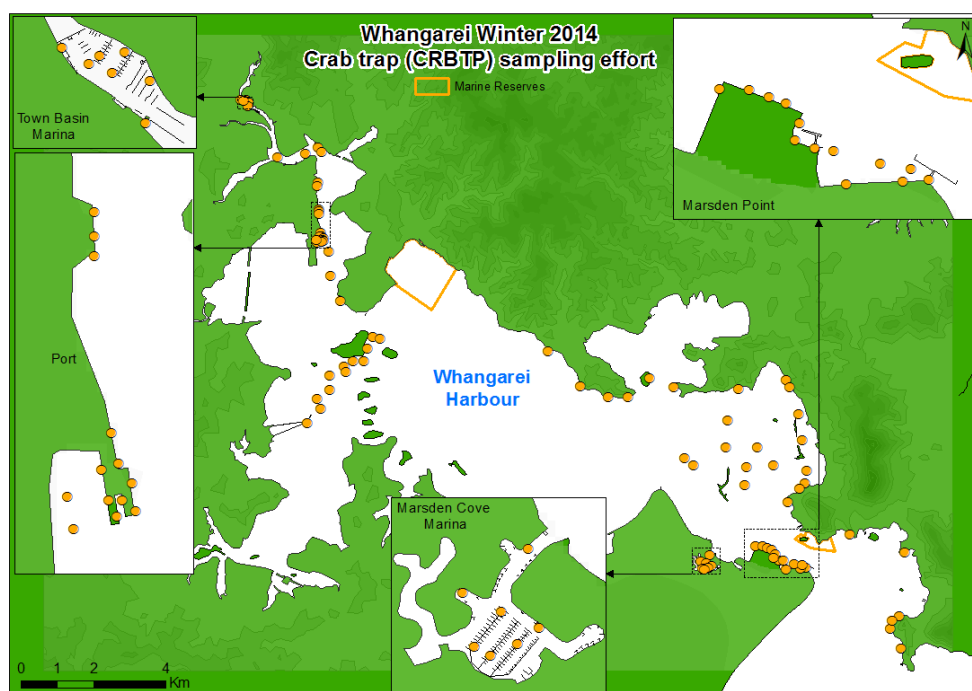 Whangarei Winter 2014
Crab trap (CRBTP) sampling effort
Marine Reserves
Town Basin
Marina
N
Marsden Point
Port
Whangarei
Harbour
Marsden Cove
Marina
0 1 2 4
Km